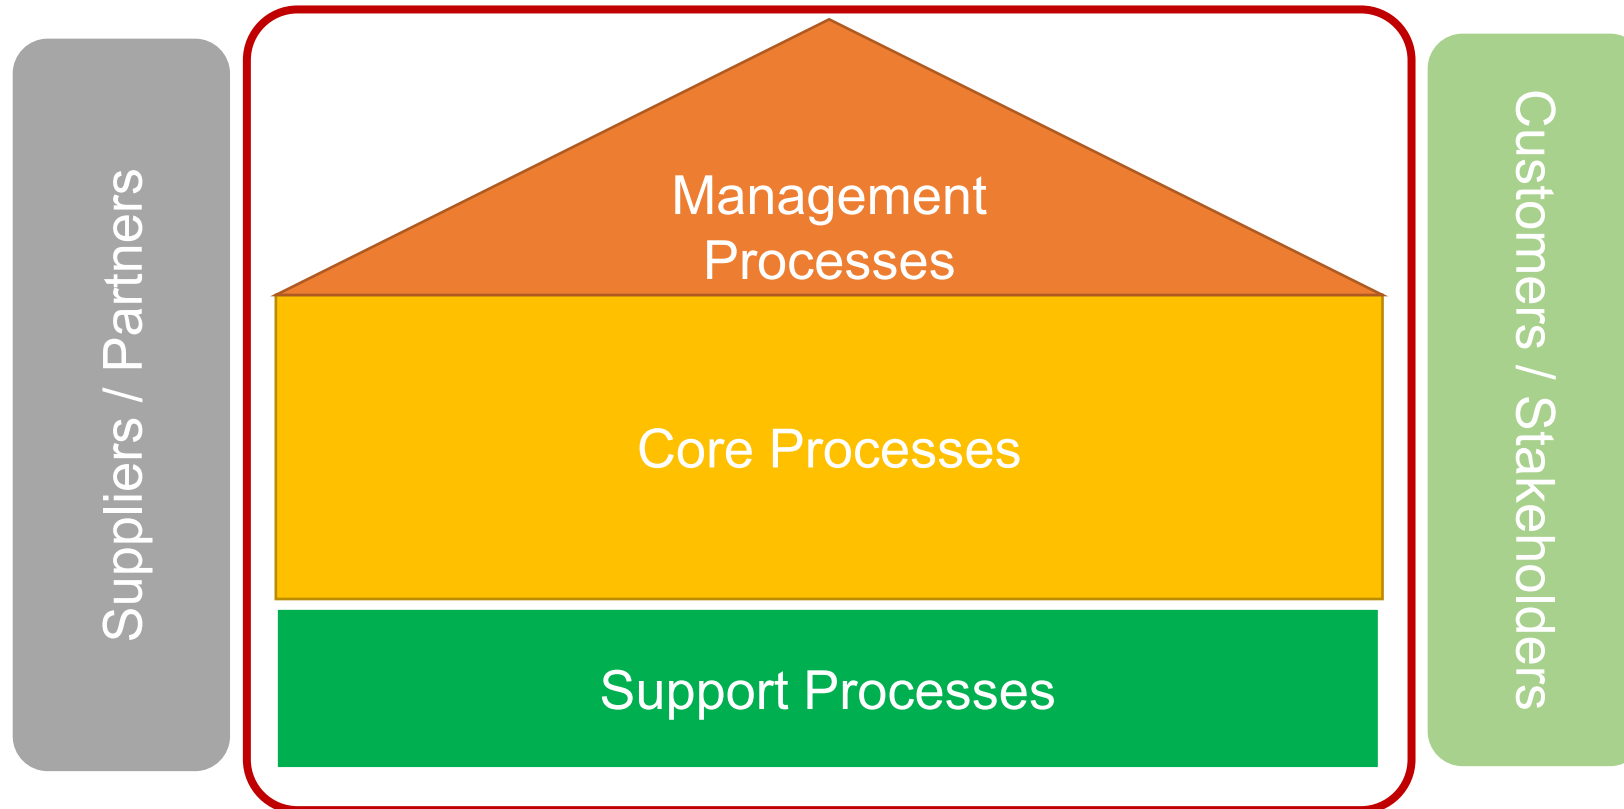 Suppliers / Partners
Management
Processes
Core Processes
Support Processes
Customers / Stakeholders